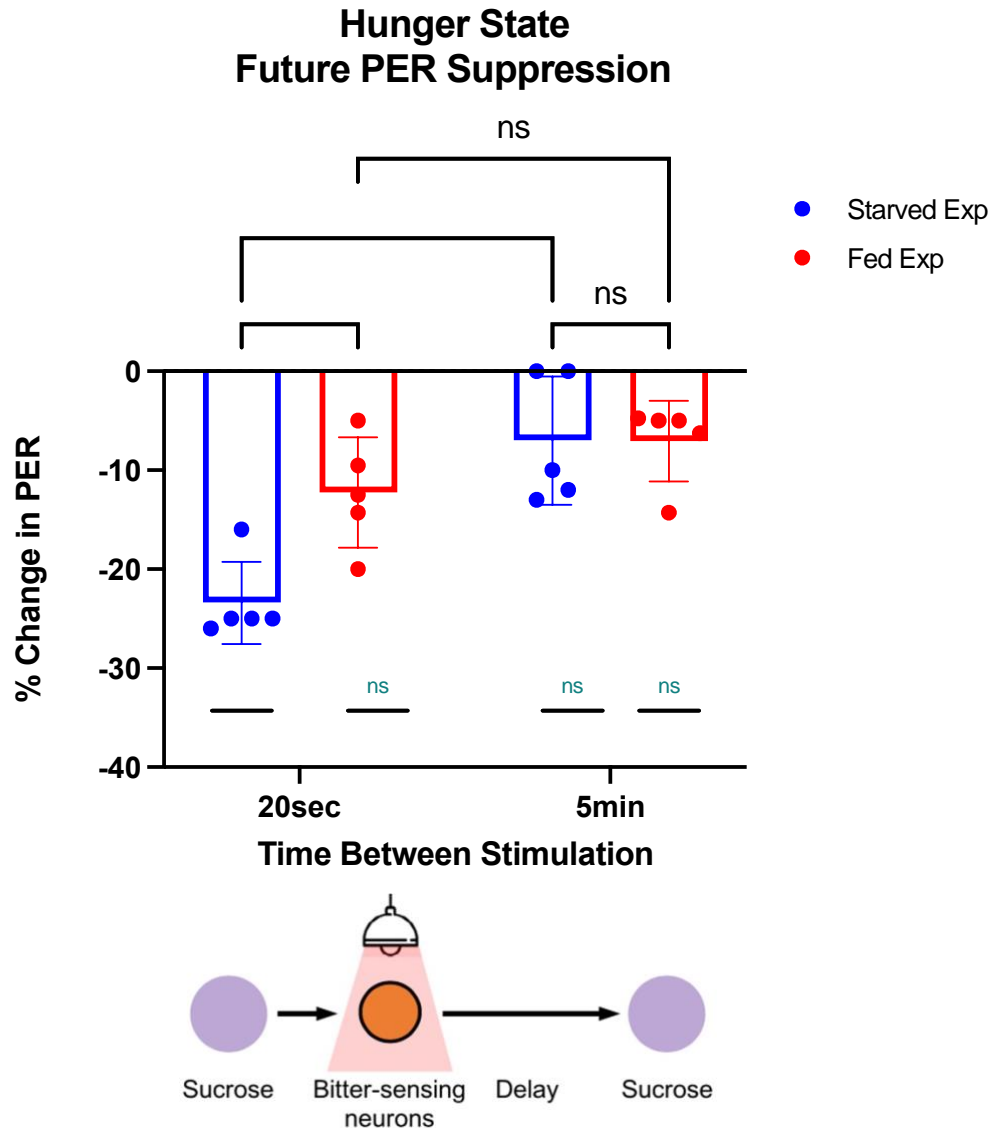 Hunger State
Future PER Suppression
ns
Starved Exp
Fed Exp
ns
0
-10
-20
-30
-40
% Change in PER
ns
ns
ns
20sec
5min
Time Between Stimulation
Sucrose
Bitter-sensing
neurons
Delay
Sucrose